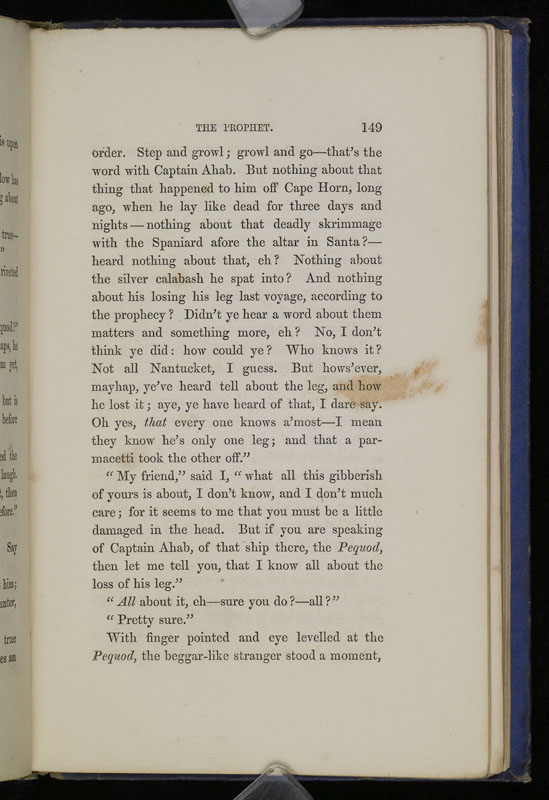 THE PROPHET. 149
order. Step and growl; growl and go—that's the
word with Captain Ahab. But nothing about that
thing that happened to him off Cape Horn, long
ago, when he lay like dead for three days and
nights—nothing about that deadly skrimmage
with the Spaniard afore the altar in Santa?—
heard nothing about that, eh? Nothing about
the silver calabash he spat into? And nothing
about his losing his leg last voyage, according to
the prophecy? Didn't ye hear a word about them
matters and something more, eh? No, I don't
think ye did: how could ye? Who knows it?
Not all Nantucket, I guess. But hows'ever,
mayhap, ye've heard tell about the leg, and how
he lost it; aye, ye have heard of that, I dare say.
Oh yes, that every one knows a'most—I mean
they know he's only one leg; and that a par-
macetti took the other off."
"My friend," said I, "what all this gibberish
of yours is about, I don't know, and I don't much
care; for it seems to me that you must be a little
damaged in the head. But if you are speaking
of Captain Ahab, of that ship there, the Pequod,
then let me tell you, that I know all about the
loss of his leg."
"All about it, eh—sure you do?—all?"
"Pretty sure."
With finger pointed and eye levelled at the
Pequod, the beggar-like stranger stood a moment,